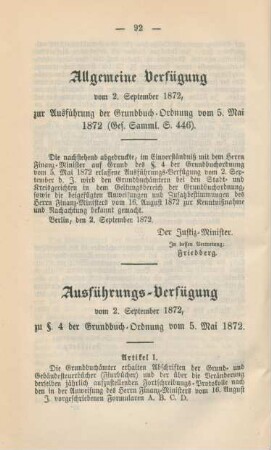 — 92 —
Allgemeine Verfügung
vom 2. September 1872,
zur Ausführung der Grundbuch-Ordnung vom 5. Mai
1872 (Ges. Samml. S. 446).
Die nachstehend abgedruckte, im Einverständniß mit dem Herrn
Finanz-Minister auf Grund des § 4 der Grundbuchordnung
vom 5. Mai 1872 erlassene Ausführungs-Verfügung vom 2. Sep-
tember d. J. wird den Grundbuchämtern bei den Stadt- und
Kreisgerichten in dem Geltungsbereich der Grundbuchordnung,
sowie die beigefügten Anweisungen und Zusatzbestimmungen des
Herrn Finanz-Ministers vom 16. August 1872 zur Kenntnißnahme
und Nachachtung bekannt gemacht.
Berlin, den 2. September 1872.
Der Justiz-Minister.
In dessen Vertretung:
Friedberg.
Ausführungs-Verfügung
vom 2. September 1872,
zu §. 4 der Grundbuch-Ordnung vom 5. Mai 1872.
Artikel 1.
Die Grundbuchämter erhalten Abschriften der Grund- und
Gebäudesteuerbücher (Flurbücher) und der über die Veränderung
derselben jährlich aufzustellenden Fortschreibungs-Protokolle nach
den in der Anweisung des Herrn Finanz-Ministers vom 16. August
d. J. vorgeschriebenen Formularen A. B. C. D.